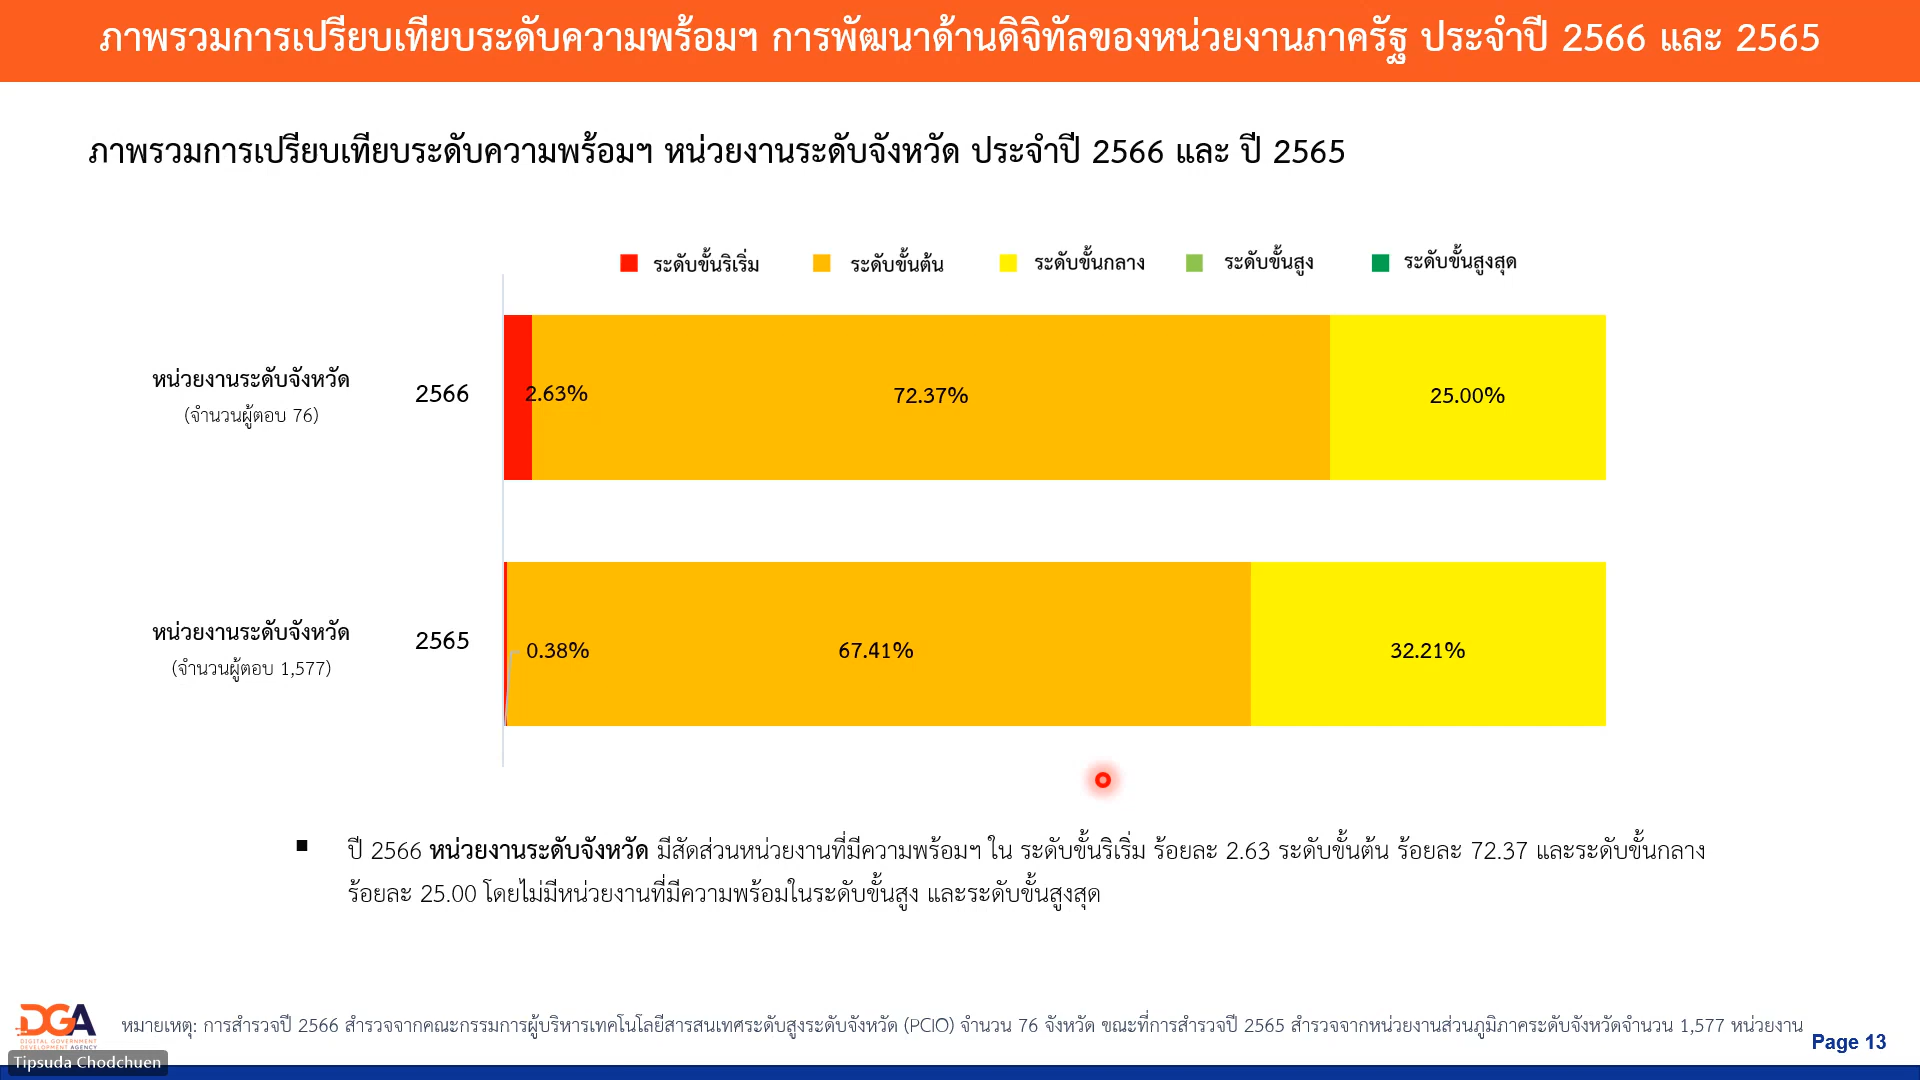 ภาพรวมการเปรียบเทียบระดับความพร้อมฯ การพัฒนาด้านดิจิทัลของหน่วยงานภาครัฐ ประจำปี 2566 และ 2565
ภาพรวมการเปรียบเทียบระดับความพร้อมฯ หน่วยงานระดับจังหวัด ประจำปี 2566 และ ปี 2565
ระดับขั้นริเริ่ม ระดับขั้นต้น ระดับขั้นกลาง ระดับขั้นสูง ระดับขั้นสูงสุด
หน่วยงานระดับจังหวัด
(จำนวนผู้ตอบ 76)
2566
2.63% 72.37% 25.00%
หน่วยงานระดับจังหวัด
(จำนวนผู้ตอบ 1,577)
2565
0.38% 67.41% 32.21%
ปี 2566 หน่วยงานระดับจังหวัด มีสัดส่วนหน่วยงานที่มีความพร้อมฯ ใน ระดับขั้นริเริ่ม ร้อยละ 2.63 ระดับขั้นต้น ร้อยละ 72.37 และระดับขั้นกลาง
ร้อยละ 25.00 โดยไม่มีหน่วยงานที่มีความพร้อมในระดับขั้นสูง และระดับขั้นสูงสุด
DGA
DIGITAL GOVERNMENT
DEVELOPMENT AGENCY
หมายเหตุ: การสำรวจปี 2566 สำรวจจากคณะกรรมการผู้บริหารเทคโนโลยีสารสนเทศระดับสูงระดับจังหวัด (PCIO) จำนวน 76 จังหวัด ขณะที่การสำรวจปี 2565 สำรวจจากหน่วยงานส่วนภูมิภาคระดับจังหวัดจำนวน 1,577 หน่วยงาน
Page 13
Tipsuda Chodchuen